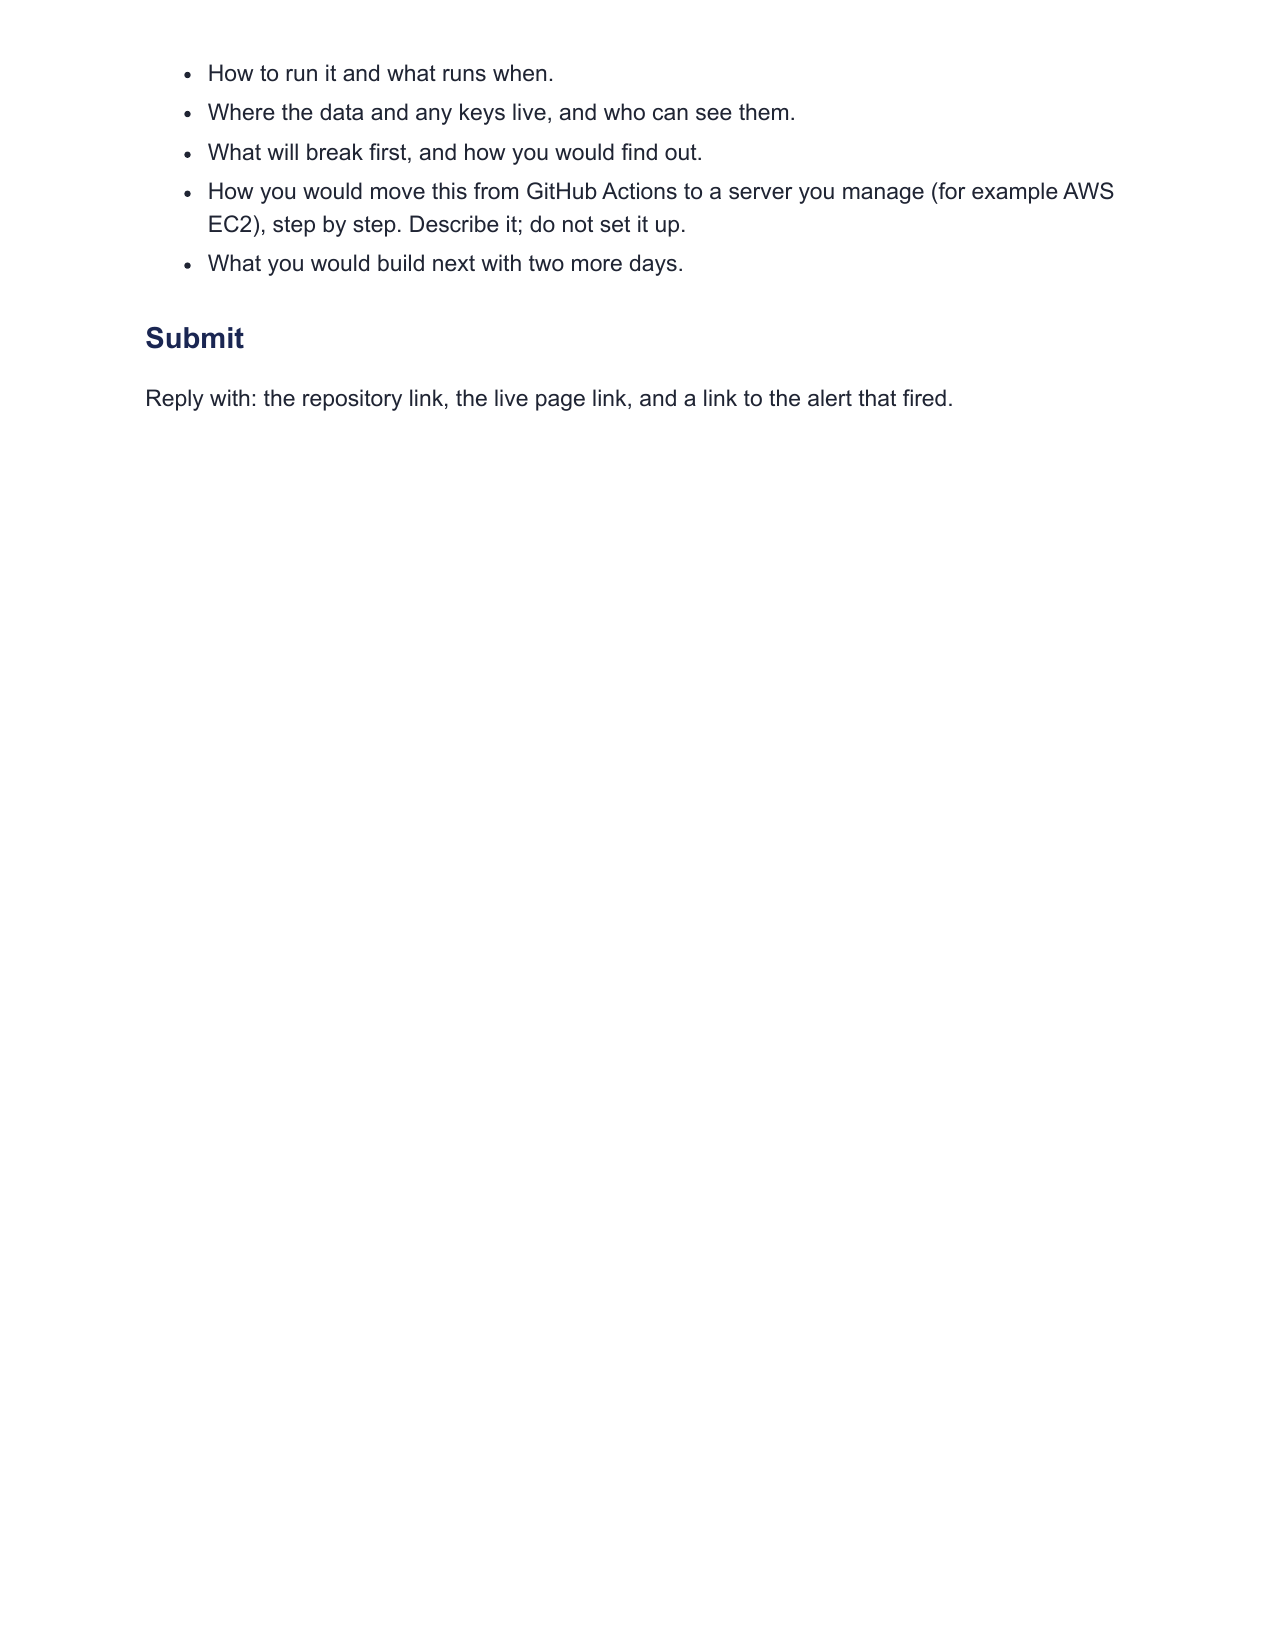 • How to run it and what runs when.
• Where the data and any keys live, and who can see them.
• What will break first, and how you would find out.
• How you would move this from GitHub Actions to a server you manage (for example AWS
EC2), step by step. Describe it; do not set it up.
• What you would build next with two more days.
Submit
Reply with: the repository link, the live page link, and a link to the alert that fired.